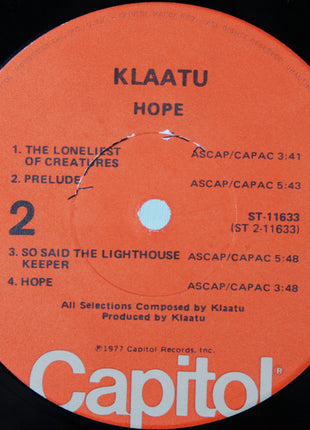 KLAATU
HOPE
1. THE LONELIEST
OF CREATURES ASCAP/CAPAC 3:41
2. PRELUDE ASCAP/CAPAC 5:43
2
ST-11633
(ST 2-11633)
3. SO SAID THE LIGHTHOUSE
KEEPER ASCAP/CAPAC 5:48
4. HOPE ASCAP/CAPAC 3:48
All Selections Composed by Klaatu
Produced by Klaatu
℗1977 Capitol Records, Inc.
Capitol®